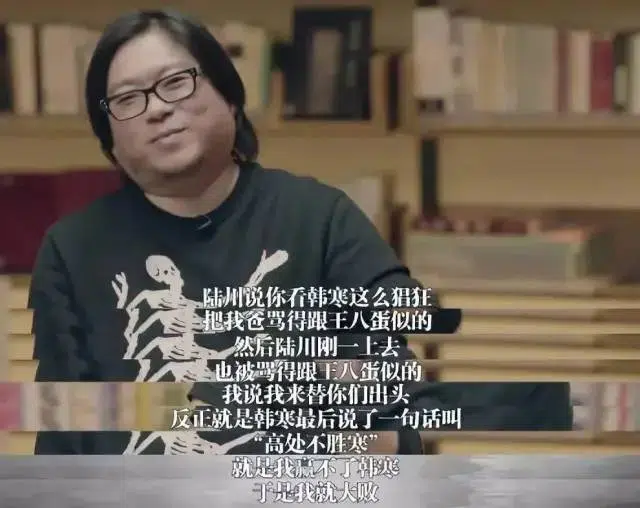 陆川说你看韩寒这么猖狂
把我爸骂得跟王八蛋似的
然后陆川刚一上去
也被骂得跟王八蛋似的
我说我来替你们出头
反正就是韩寒最后说了一句话叫
“高处不胜寒”
就是我赢不了韩寒
于是我就大败